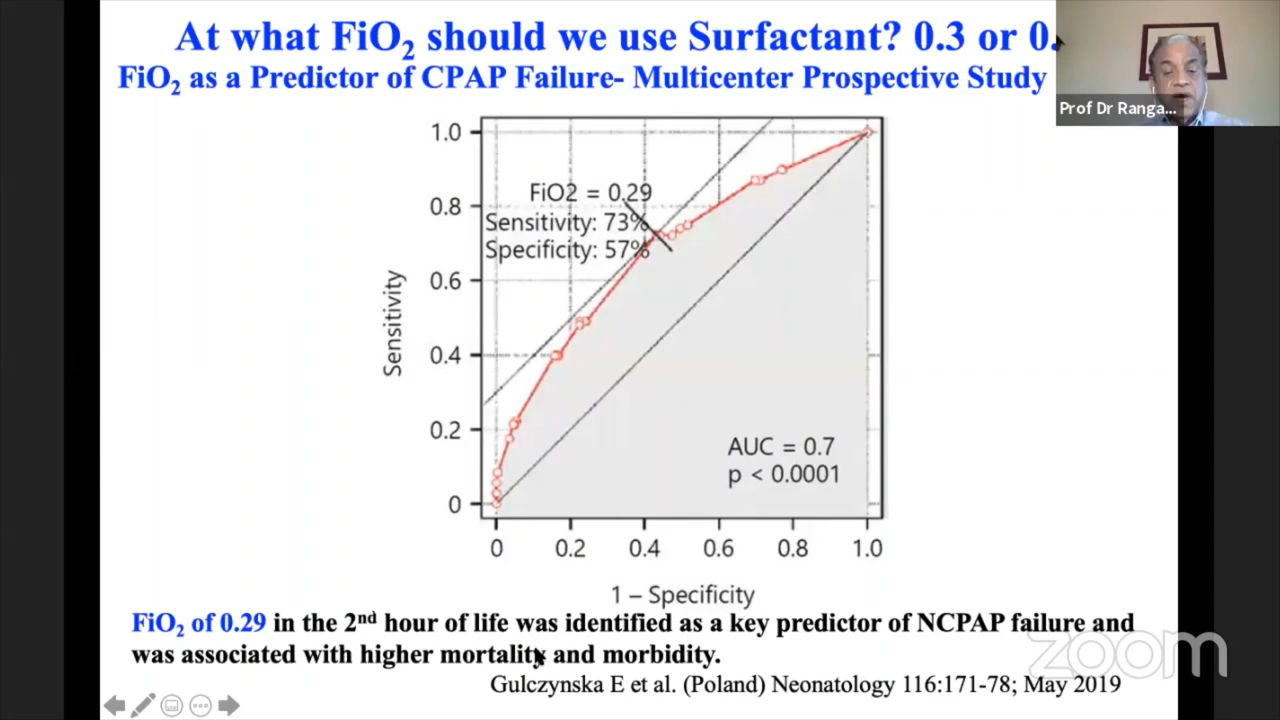 At what FiO₂ should we use Surfactant? 0.3 or 0.
FiO₂ as a Predictor of CPAP Failure- Multicenter Prospective Study
Prof Dr Ranga...
1.0
FiO2 = 0.29
0.8
Sensitivity: 73%
Specificity: 57%
0.6
Sensitivity
0.4
0.2
AUC = 0.7
p < 0.0001
0
0 0.2 0.4 0.6 0.8 1.0
1 – Specificity
FiO₂ of 0.29 in the 2nd hour of life was identified as a key predictor of NCPAP failure and
was associated with higher mortality and morbidity.
zoom
Gulczynska E et al. (Poland) Neonatology 116:171-78; May 2019